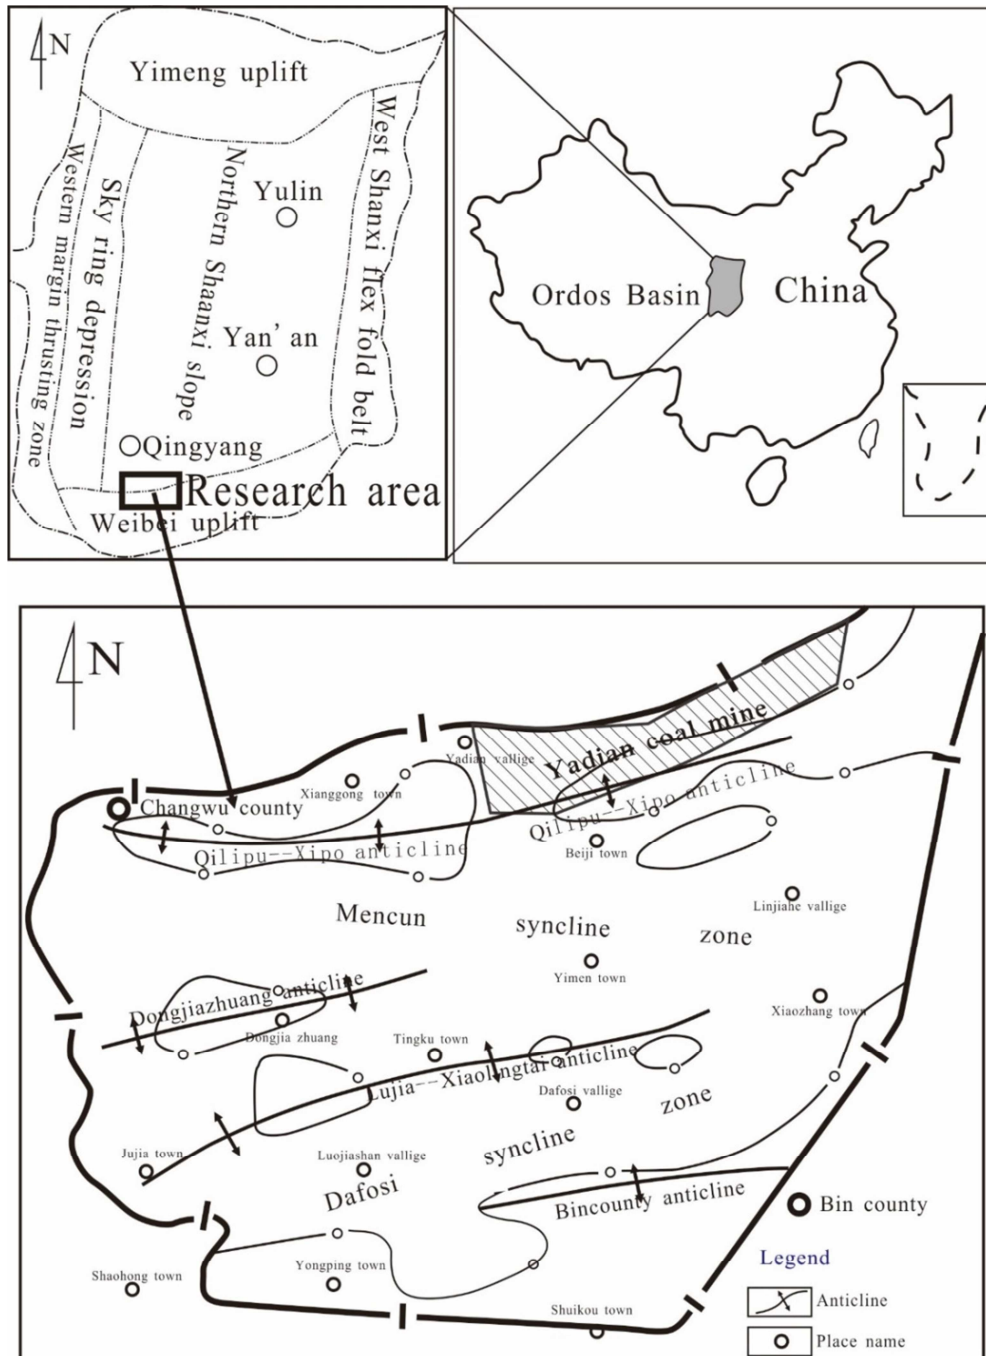 N
Yimeng uplift
Western margin thrusting zone
Sky ring depression
Northern Shaanxi slope
West Shanxi flex fold belt
Yulin
Yan' an
Qingyang
Research area
Weibei uplift
Ordos Basin
China
N
Yadian coal mine
Yadian vallige
Xianggong town
Changwu county
Qilipu--Xipo anticline
Qilipu--Xipo anticline
Beiji town
Linjiahe vallige
Mencun syncline zone
Yimen town
Xiaozhang town
Dongjiazhuang anticline
Dongjia zhuang
Tingku town
Lujia--Xiaolingtai anticline
Dafosi vallige
Dafosi syncline zone
Jujia town
Luojiashan vallige
Bincounty anticline
Bin county
Shaohong town
Yongping town
Shuikou town
Legend
Anticline
Place name